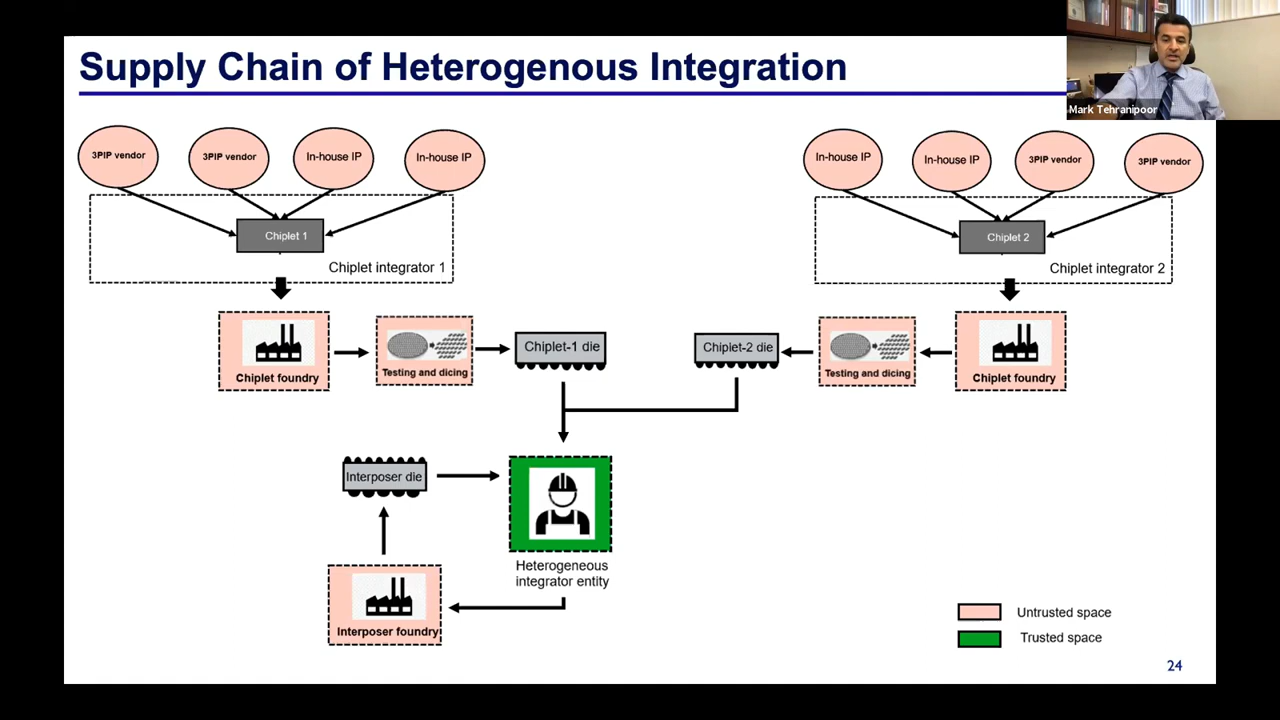 Supply Chain of Heterogenous Integration
Mark Tehranipoor
3PIP vendor
3PIP vendor
In-house IP
In-house IP
Chiplet 1
Chiplet integrator 1
In-house IP
In-house IP
3PIP vendor
3PIP vendor
Chiplet 2
Chiplet integrator 2
Chiplet foundry
Testing and dicing
Chiplet-1 die
Chiplet-2 die
Testing and dicing
Chiplet foundry
Interposer die
Heterogeneous
integrator entity
Interposer foundry
Untrusted space
Trusted space
24